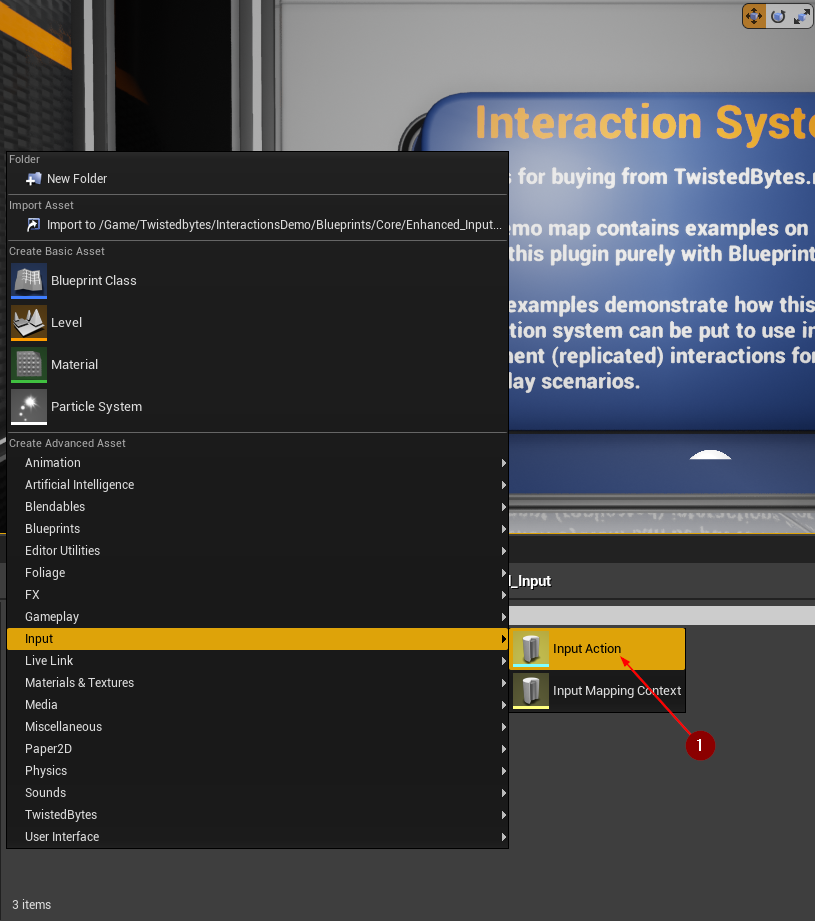 Interaction Syst
for buying from TwistedBytes.
mo map contains examples on
this plugin purely with Blueprint
examples demonstrate how this
tion system can be put to use in
ment (replicated) interactions fo
lay scenarios.
Folder
New Folder
Import Asset
Import to /Game/Twistedbytes/InteractionsDemo/Blueprints/Core/Enhanced_Input...
Create Basic Asset
Blueprint Class
Level
Material
Particle System
Create Advanced Asset
Animation
Artificial Intelligence
Blendables
Blueprints
Editor Utilities
Foliage
FX
Gameplay
Input
Live Link
Materials & Textures
Media
Miscellaneous
Paper2D
Physics
Sounds
TwistedBytes
User Interface
_Input
Input Action
Input Mapping Context
1
3 items